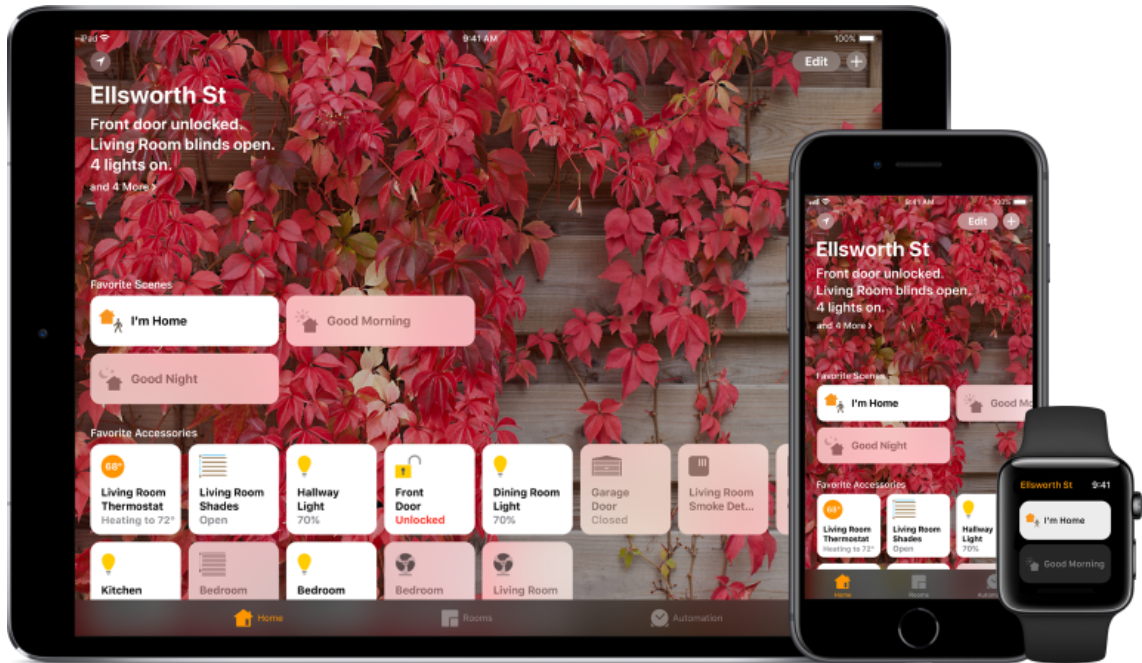 iPad
9:41 AM
100%
Edit
Ellsworth St
Front door unlocked.
Living Room blinds open.
4 lights on.
and 4 More >
Favorite Scenes
I'm Home
Good Morning
Good Night
Favorite Accessories
68°
Living Room
Thermostat
Heating to 72°
Living Room
Shades
Open
Hallway
Light
70%
Front
Door
Unlocked
Dining Room
Light
70%
Garage
Door
Closed
Living Room
Smoke Det...
Kitchen
Bedroom
Bedroom
Bedroom
Living Room
Home
Rooms
Automation
9:41 AM
100%
Edit
Ellsworth St
Front door unlocked.
Living Room blinds open.
4 lights on.
and 4 More >
Favorite Scenes
I'm Home
Good Mo
Good Night
Favorite Accessories
68°
Living Room
Thermostat
Heating to 72°
Living Room
Shades
Open
Hallway
Light
70%
Home
Rooms
Autom
Ellsworth St 9:41
I'm Home
Good Morning